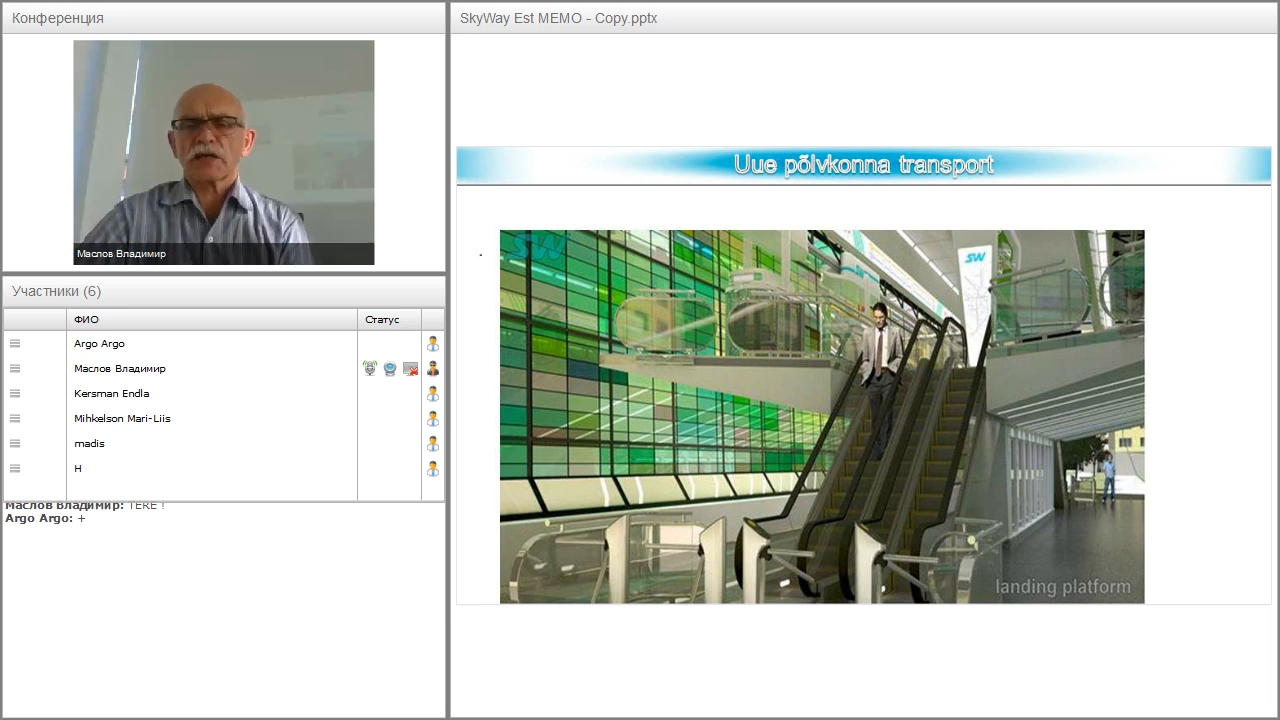 Конференция
Маслов Владимир
Участники (6)
ФИО Статус
Argo Argo
Маслов Владимир
Kersman Endla
Mihkelson Mari-Liis
madis
H
Маслов Владимир: TERE !
Argo Argo: +
SkyWay Est MEMO - Copy.pptx
Uue põlvkonna transport
.
SW
SW
landing platform